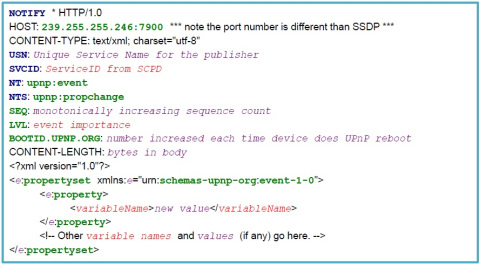 NOTIFY * HTTP/1.0
HOST: 239.255.255.246:7900 *** note the port number is different than SSDP ***
CONTENT-TYPE: text/xml; charset="utf-8"
USN: Unique Service Name for the publisher
SVCID: ServiceID from SCPD
NT: upnp:event
NTS: upnp:propchange
SEQ: monotonically increasing sequence count
LVL: event importance
BOOTID.UPNP.ORG: number increased each time device does UPnP reboot
CONTENT-LENGTH: bytes in body
<?xml version="1.0"?>
<e:propertyset xmlns:e="urn:schemas-upnp-org:event-1-0">
<e:property>
<variableName>new value</variableName>
</e:property>
<!-- Other variable names and values (if any) go here. -->
</e:propertyset>